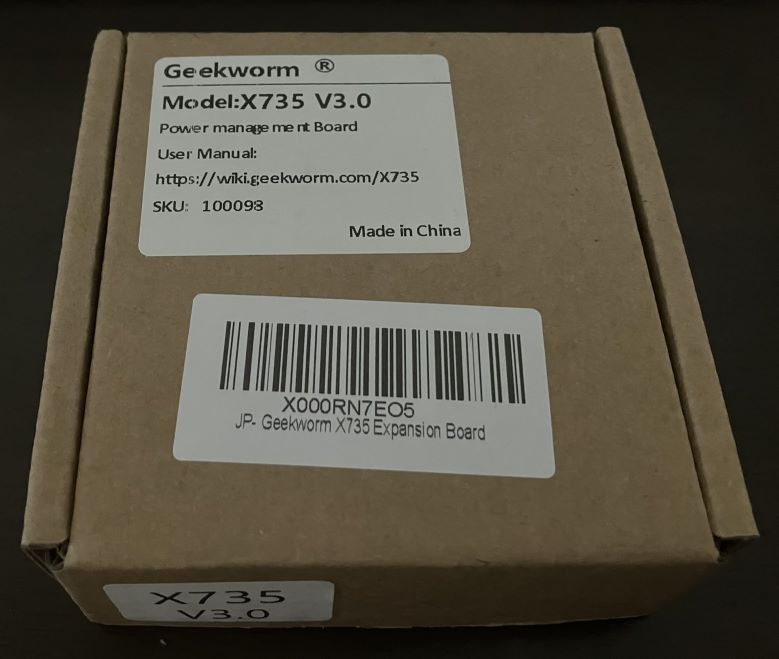 Geekworm ®
Model:X735 V3.0
Power management Board
User Manual:
https://wiki.geekworm.com/X735
SKU: 100098
Made in China
X000RN7EO5
JP- Geekworm X735 Expansion Board
X735
V3.0